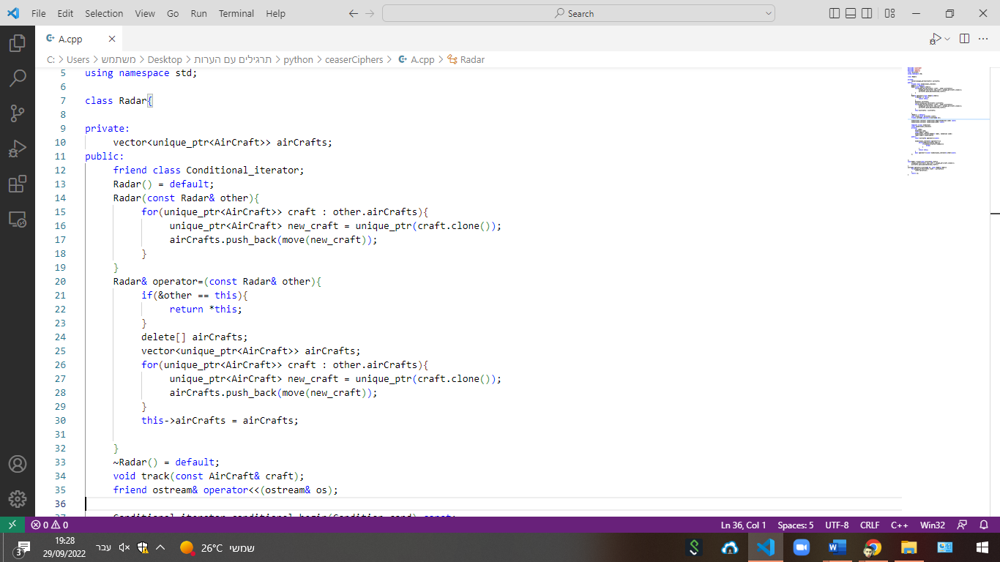 File Edit Selection View Go Run Terminal Help
Search
A.cpp
C: > Users > משתמש > Desktop > תרגילים עם הערות > python > ceaserCiphers > A.cpp > Radar
5 using namespace std;
6
7 class Radar{
8
9 private:
10 vector<unique_ptr<AirCraft>> airCrafts;
11 public:
12 friend class Conditional_iterator;
13 Radar() = default;
14 Radar(const Radar& other){
15 for(unique_ptr<AirCraft>> craft : other.airCrafts){
16 unique_ptr<AirCraft> new_craft = unique_ptr(craft.clone());
17 airCrafts.push_back(move(new_craft));
18 }
19 }
20 Radar& operator=(const Radar& other){
21 if(&other == this){
22 return *this;
23 }
24 delete[] airCrafts;
25 vector<unique_ptr<AirCraft>> airCrafts;
26 for(unique_ptr<AirCraft>> craft : other.airCrafts){
27 unique_ptr<AirCraft> new_craft = unique_ptr(craft.clone());
28 airCrafts.push_back(move(new_craft));
29 }
30 this->airCrafts = airCrafts;
31
32 }
33 ~Radar() = default;
34 void track(const AirCraft& craft);
35 friend ostream& operator<<(ostream& os);
36
37 Conditional_iterator conditional_begin(Condition cond) const;
0 0 Ln 36, Col 1 Spaces: 5 UTF-8 CRLF C++ Win32
3 19:28 עבר 26°C שמשי
29/09/2022